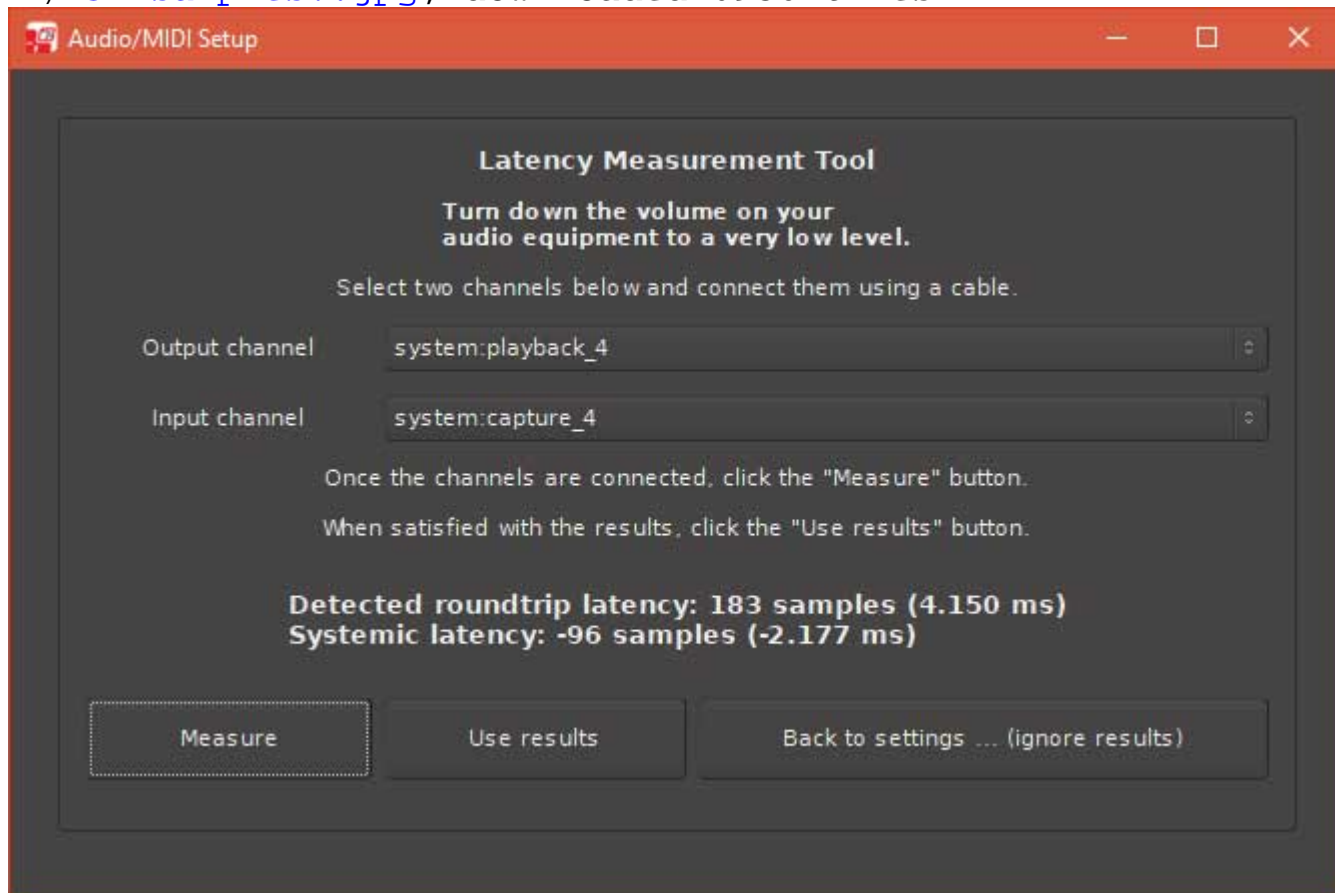 Audio/MIDI Setup
Latency Measurement Tool
Turn down the volume on your
audio equipment to a very low level.
Select two channels below and connect them using a cable.
Output channel
system:playback_4
Input channel
system:capture_4
Once the channels are connected, click the "Measure" button.
When satisfied with the results, click the "Use results" button.
Detected roundtrip latency: 183 samples (4.150 ms)
Systemic latency: -96 samples (-2.177 ms)
Measure
Use results
Back to settings ... (ignore results)